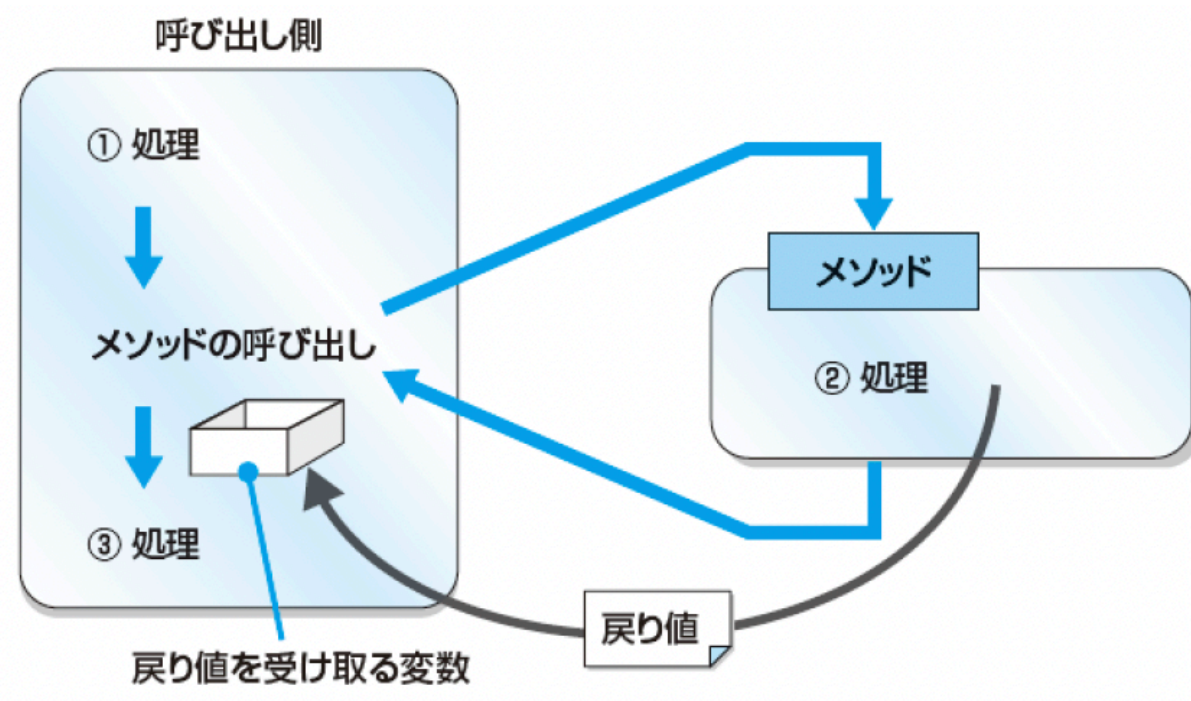 呼び出し側
① 処理
メソッドの呼び出し
③ 処理
戻り値を受け取る変数
メソッド
② 処理
戻り値